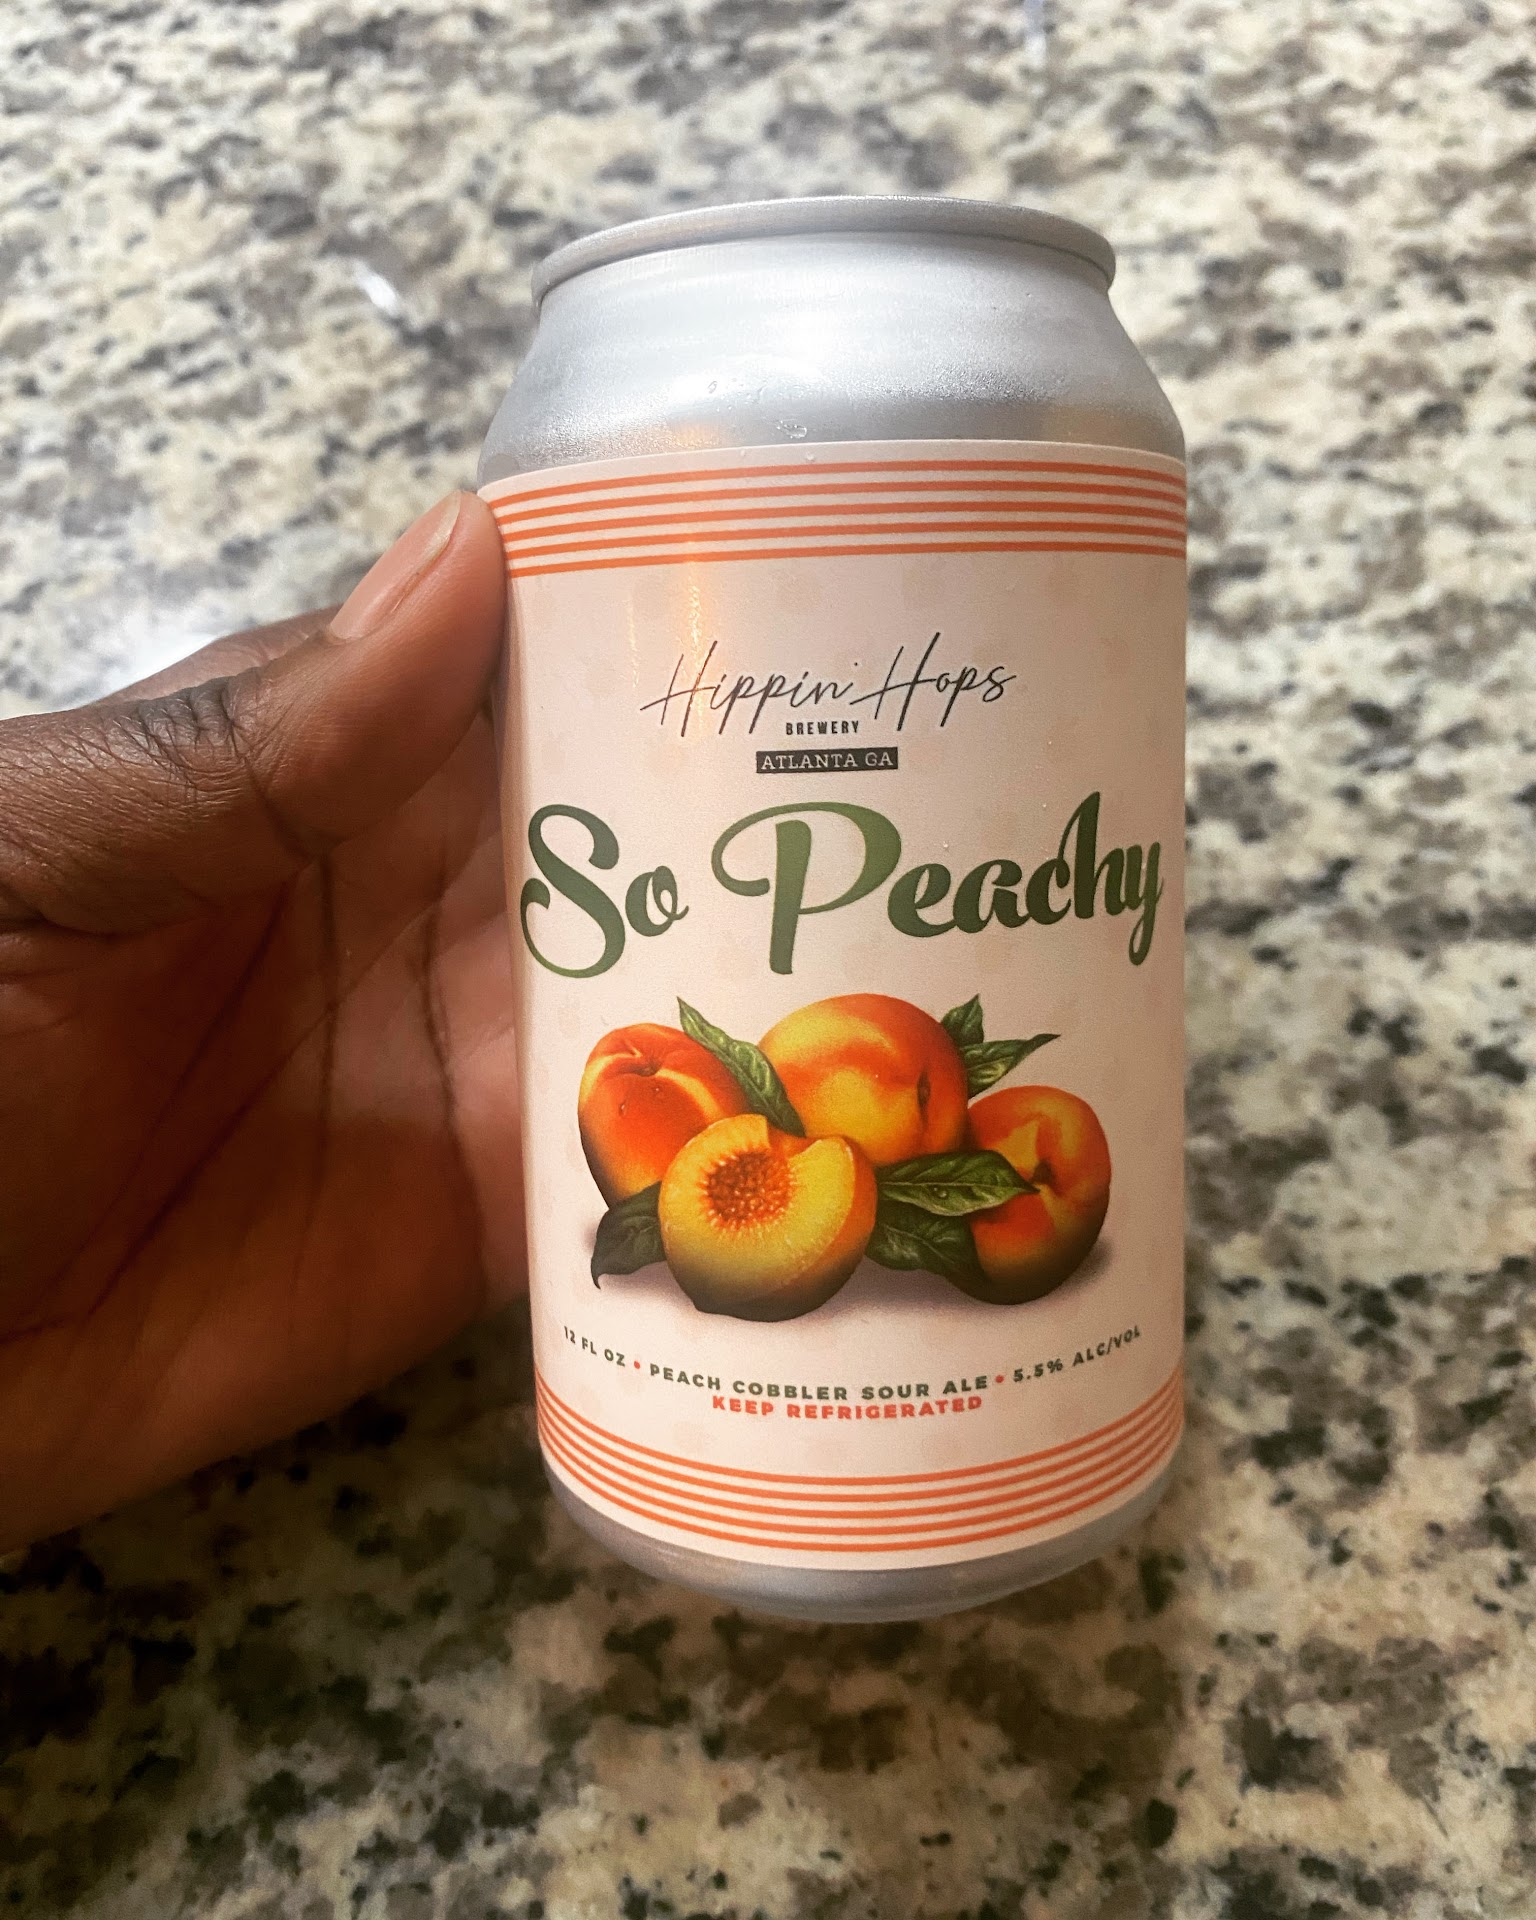 Hippin' Hops
BREWERY
ATLANTA GA
So Peachy
12 FL OZ • PEACH COBBLER SOUR ALE • 5.5% ALC/VOL
KEEP REFRIGERATED